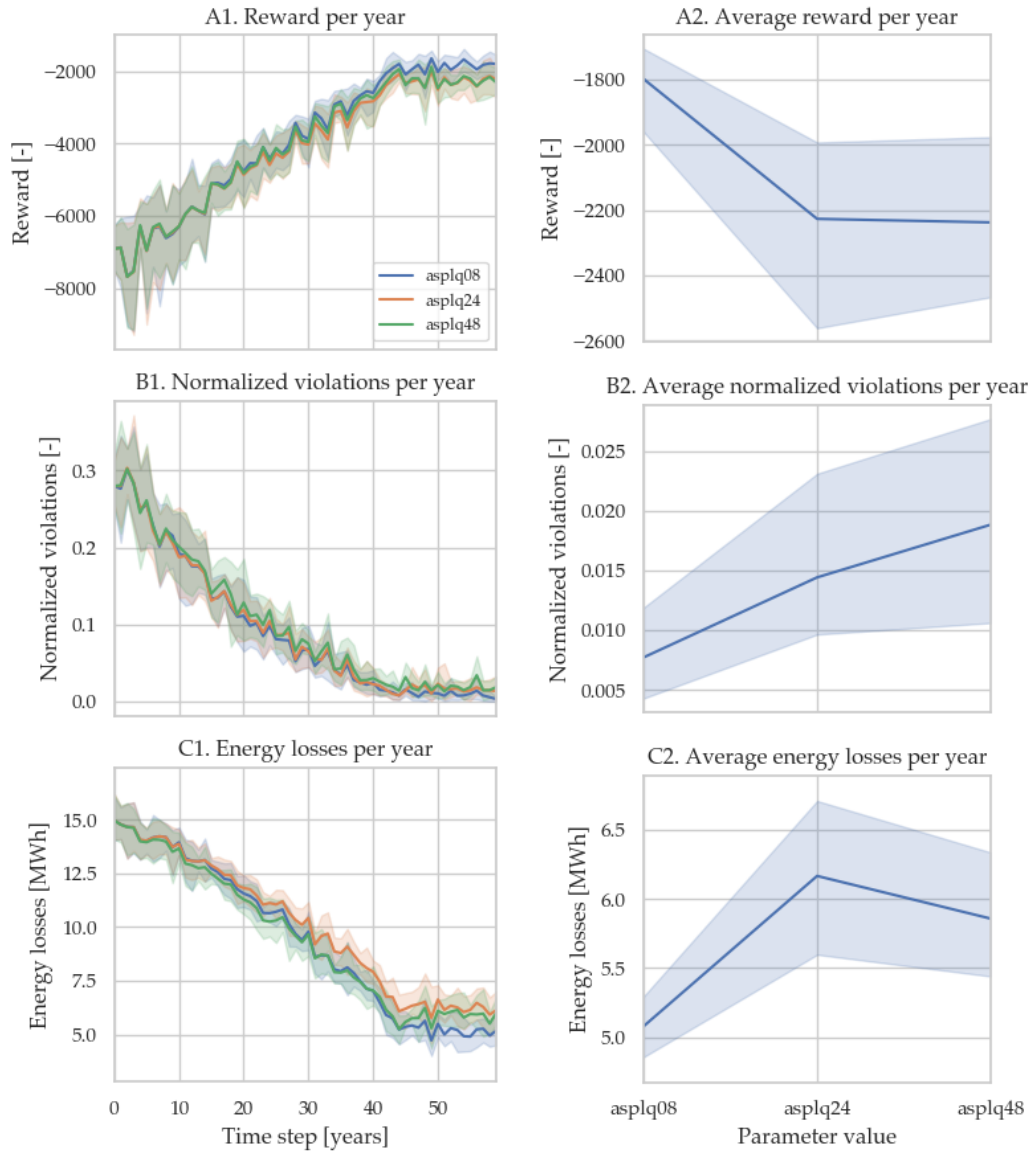 A1. Reward per year
Reward [-]
−2000
−4000
−6000
−8000
asplq08
asplq24
asplq48
A2. Average reward per year
Reward [-]
−1800
−2000
−2200
−2400
−2600
B1. Normalized violations per year
Normalized violations [-]
0.3
0.2
0.1
0.0
B2. Average normalized violations per year
Normalized violations [-]
0.025
0.020
0.015
0.010
0.005
C1. Energy losses per year
Energy losses [MWh]
15.0
12.5
10.0
7.5
5.0
0 10 20 30 40 50
Time step [years]
C2. Average energy losses per year
Energy losses [MWh]
6.5
6.0
5.5
5.0
asplq08 asplq24 asplq48
Parameter value